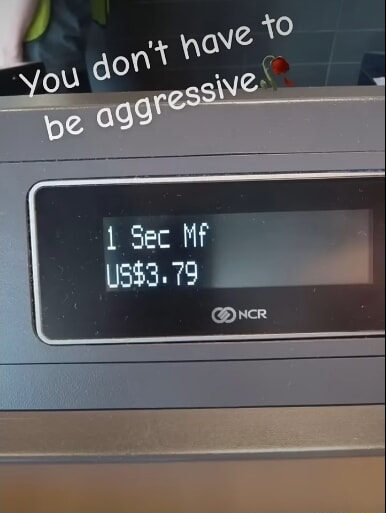 You don't have to
be aggressive
1 Sec Mf
US$3.79
NCR